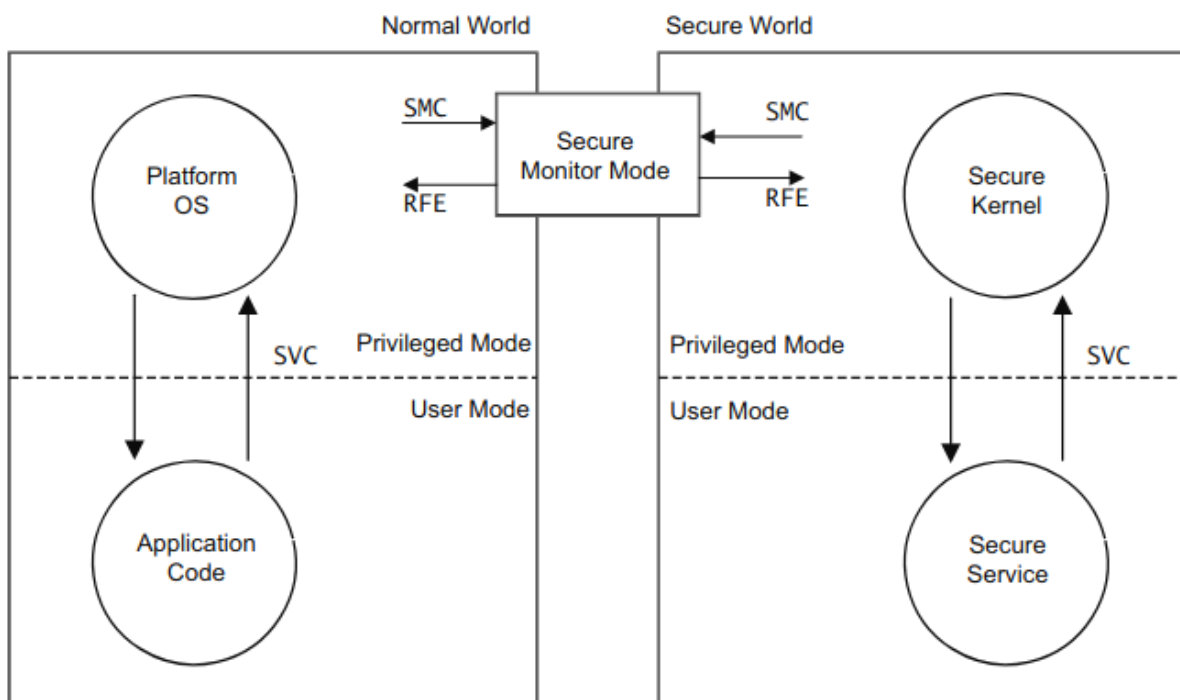 Normal World
Secure World
SMC
SMC
Secure
Monitor Mode
Platform
OS
Secure
Kernel
RFE
RFE
SVC
Privileged Mode
Privileged Mode
SVC
User Mode
User Mode
Application
Code
Secure
Service